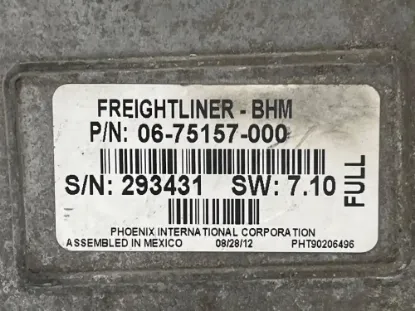 FREIGHTLINER - BHM
P/N: 06-75157-000
S/N: 293431 SW: 7.10
FULL
PHOENIX INTERNATIONAL CORPORATION
ASSEMBLED IN MEXICO 08/28/12 PHT90206496